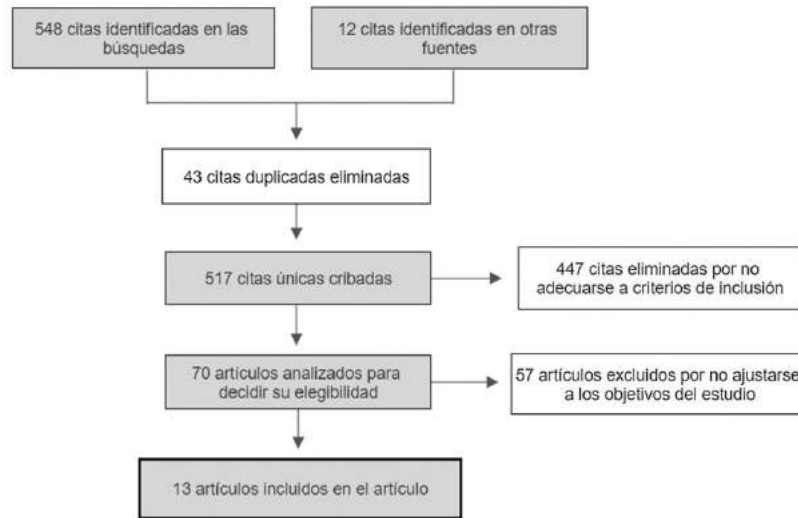 548 citas identificadas en las
búsquedas
12 citas identificadas en otras
fuentes
43 citas duplicadas eliminadas
517 citas únicas cribadas
447 citas eliminadas por no
adecuarse a criterios de inclusión
70 artículos analizados para
decidir su elegibilidad
57 artículos excluidos por no ajustarse
a los objetivos del estudio
13 artículos incluidos en el artículo